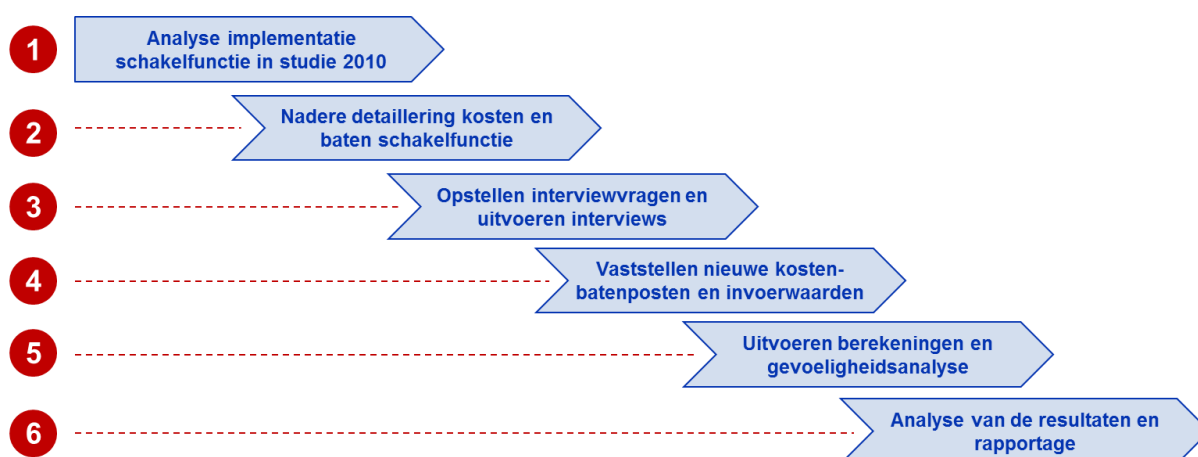 1
Analyse implementatie
schakelfunctie in studie 2010
2
Nadere detaillering kosten en
baten schakelfunctie
3
Opstellen interviewvragen en
uitvoeren interviews
4
Vaststellen nieuwe kosten-
batenposten en invoerwaarden
5
Uitvoeren berekeningen en
gevoeligheidsanalyse
6
Analyse van de resultaten en
rapportage